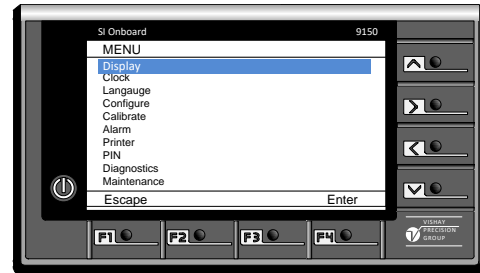 SI Onboard 9150
MENU
Display
Clock
Langauge
Configure
Calibrate
Alarm
Printer
PIN
Diagnostics
Maintenance
Escape Enter
F1 F2 F3 F4
VISHAY
PRECISION
GROUP